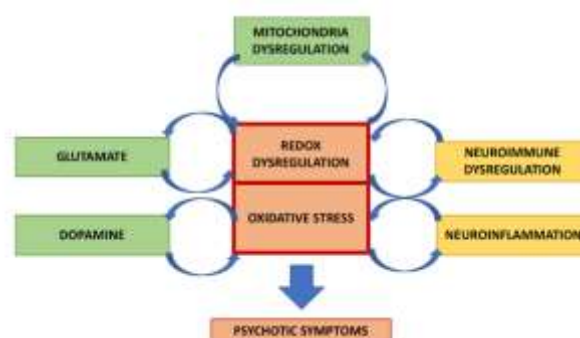 MITOCHONDRIA
DYSREGULATION
GLUTAMATE
REDOX
DYSREGULATION
NEUROIMMUNE
DYSREGULATION
DOPAMINE
OXIDATIVE STRESS
NEUROINFLAMMATION
PSYCHOTIC SYMPTOMS